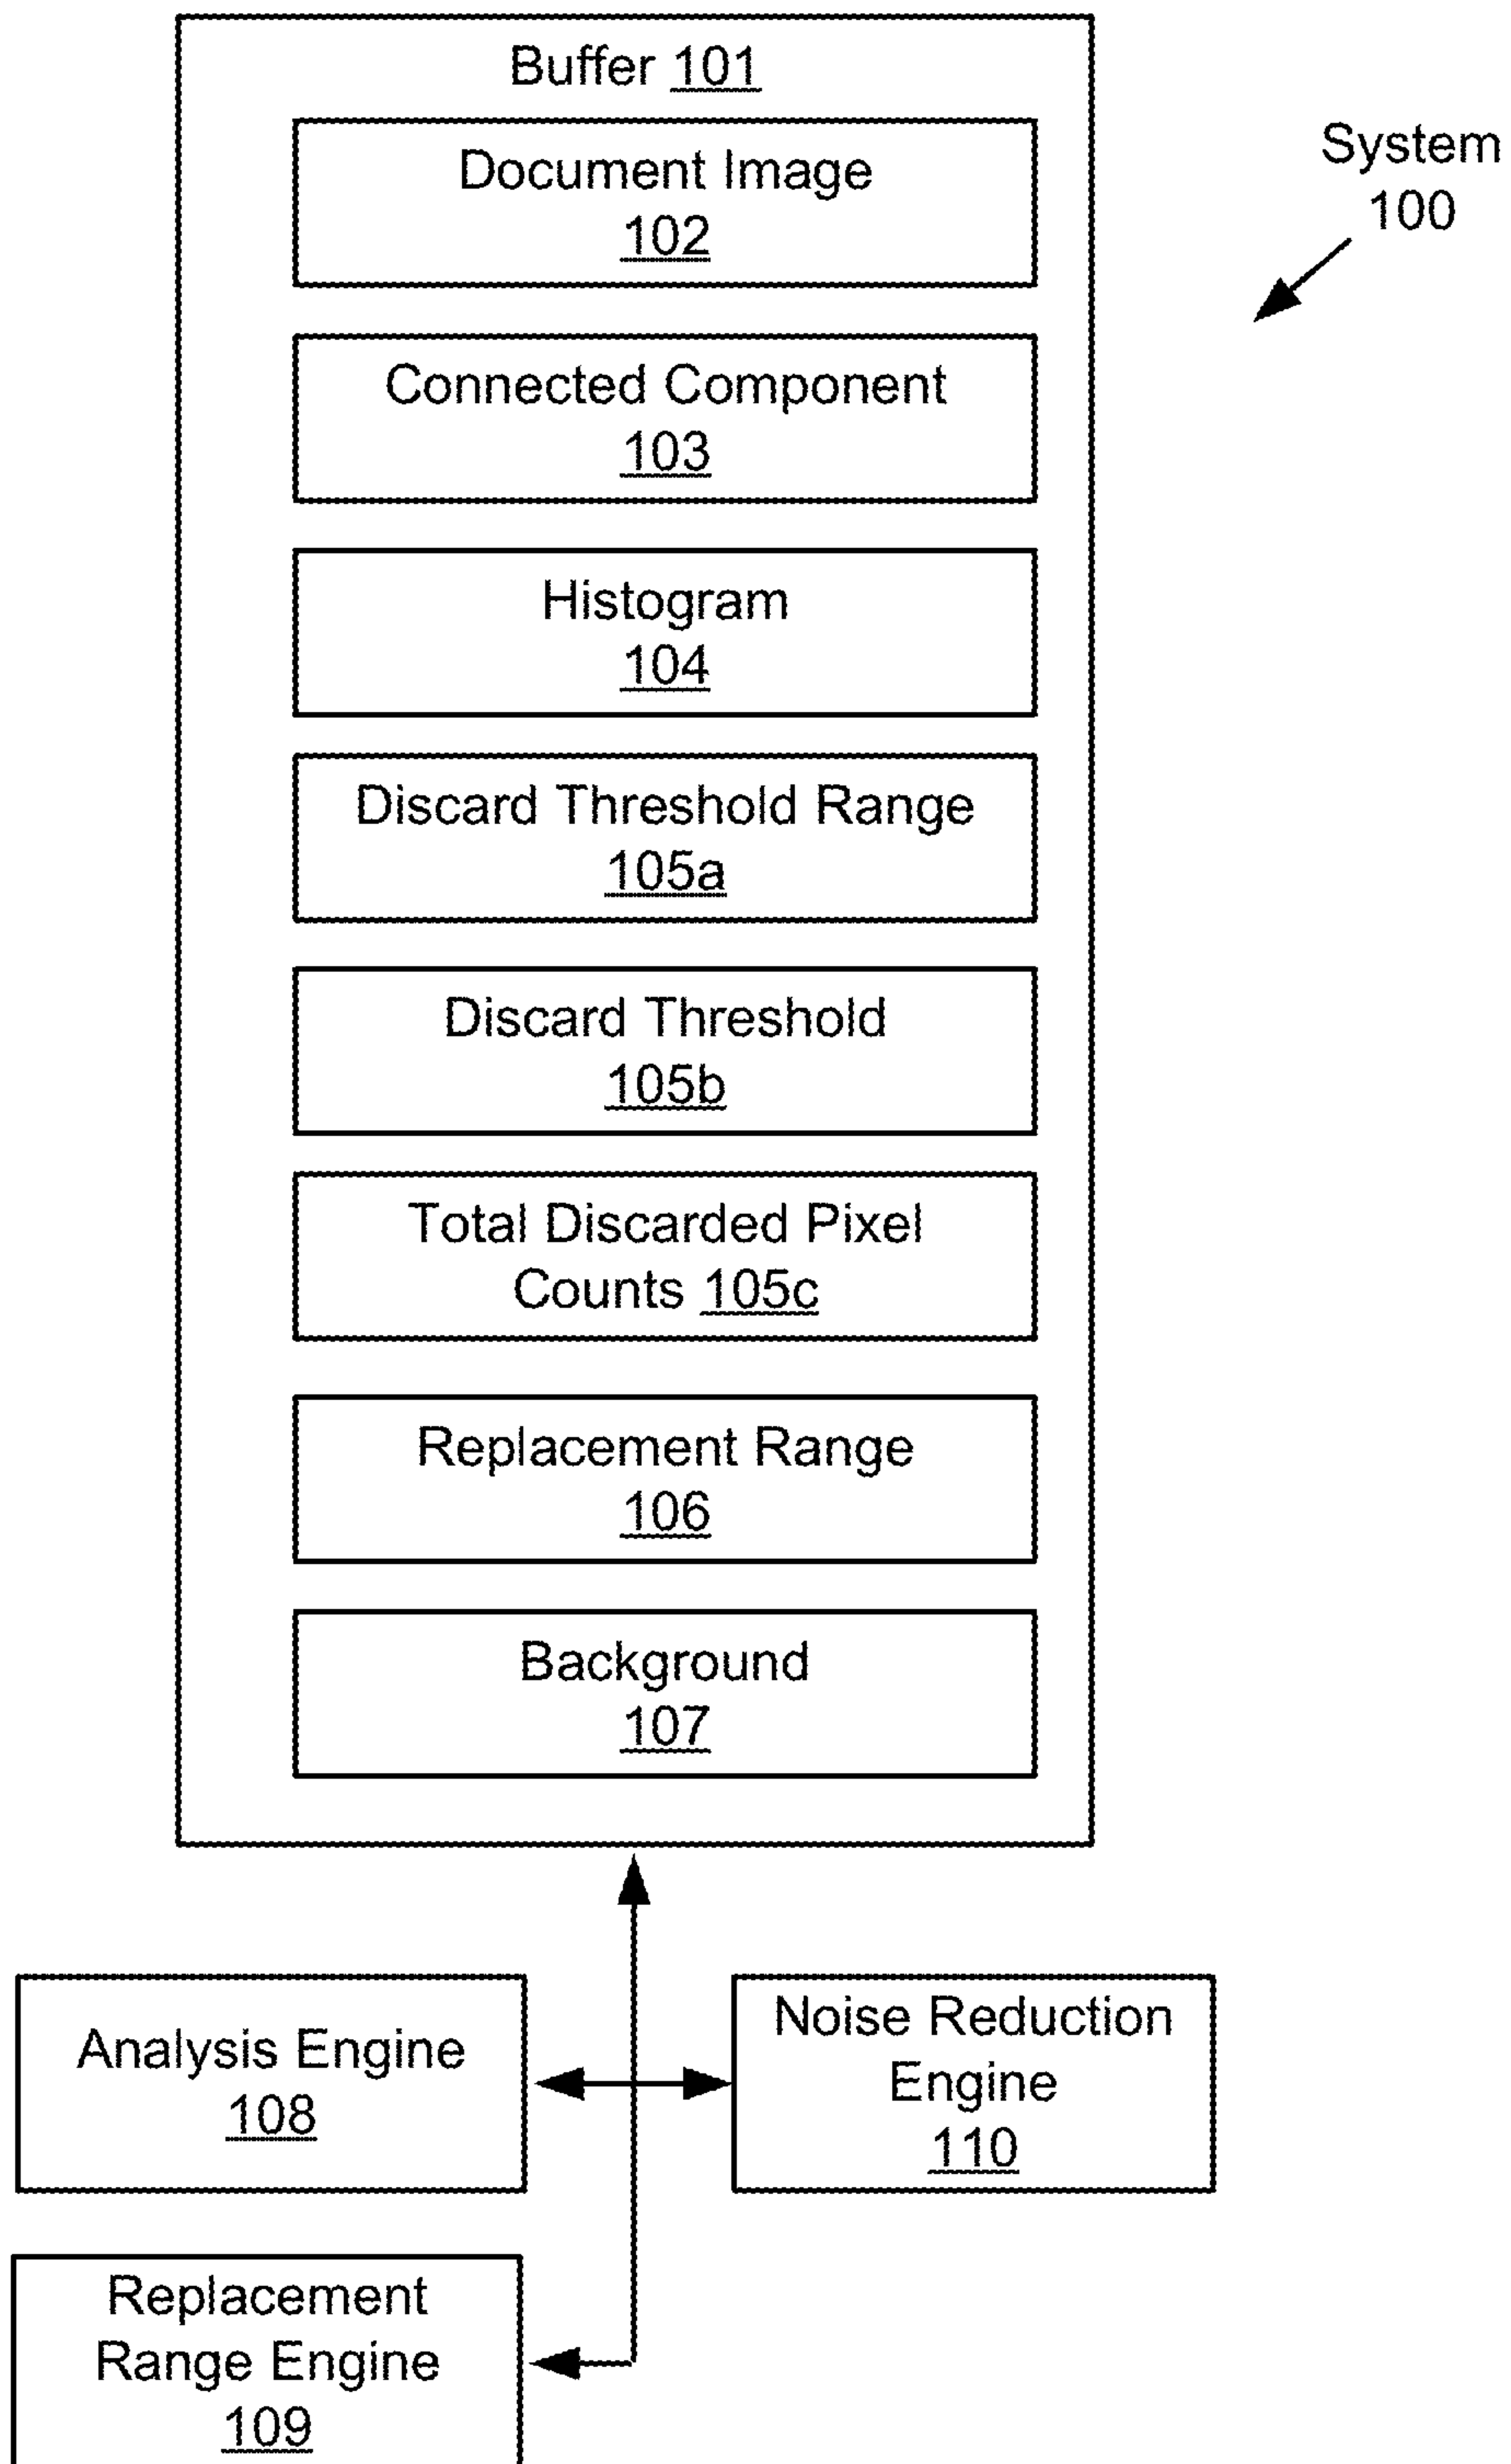 Buffer 101
System
100
Document Image
102
Connected Component
103
Histogram
104
Discard Threshold Range
105a
Discard Threshold
105b
Total Discarded Pixel
Counts 105c
Replacement Range
106
Background
107
Analysis Engine
108
Noise Reduction
Engine
110
Replacement
Range Engine
109